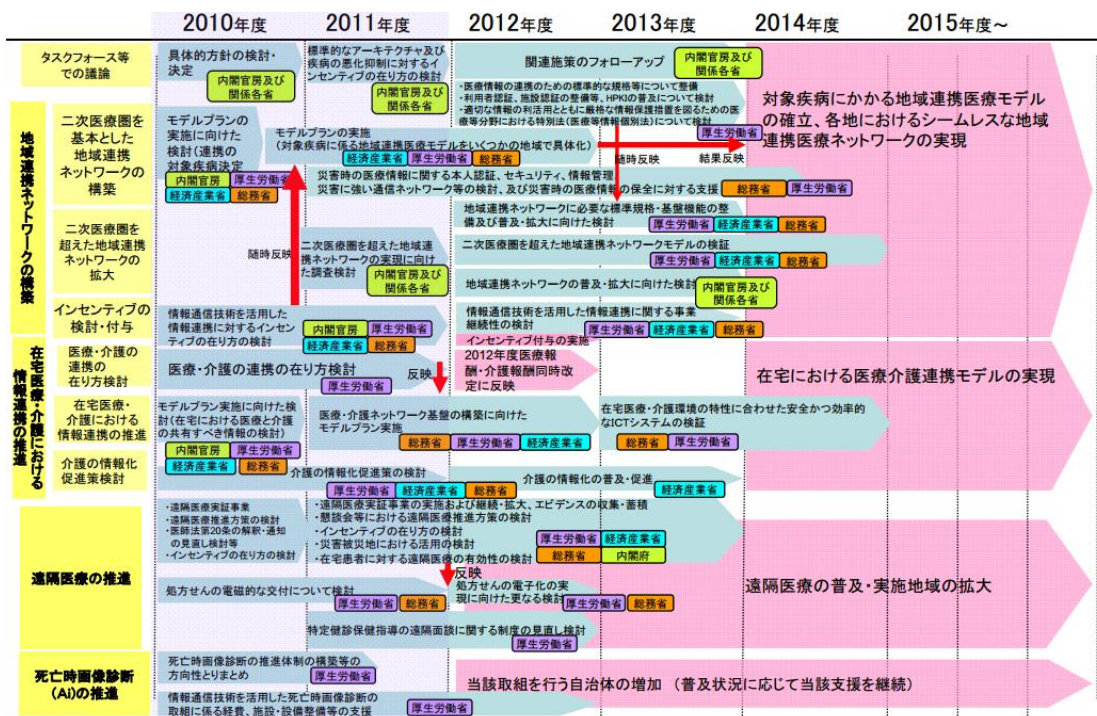 2010年度
2011年度
2012年度
2013年度
2014年度
2015年度～
タスクフォース等
での議論
具体的方針の検討・
決定
内閣官房及び
関係各省
標準的なアーキテクチャ及び
疾病の悪化抑制に対するイ
ンセンティブの在り方の検討
内閣官房及び
関係各省
関連施策のフォローアップ
内閣官房及び
関係各省
・医療情報の連携のための標準的な規格等について整備
・利用者認証、施設認証の整備等、HPKIの普及について検討
・適切な情報の利活用とともに厳格な情報保護措置を図るための医
療等分野における特別法(医療等情報個別法)について検討
厚生労働省
対象疾病にかかる地域連携医療モデル
の確立、各地におけるシームレスな地域
連携医療ネットワークの実現
地域連携ネットワークの構築
二次医療圏を
基本とした
地域連携
ネットワークの
構築
モデルプランの
実施に向けた
検討(連携の
対象疾病決定
内閣官房
厚生労働省
経済産業省
総務省
モデルプランの実施
(対象疾病に係る地域連携医療モデルをいくつかの地域で具体化)
経済産業省
厚生労働省
総務省
随時反映
結果反映
災害時の医療情報に関する本人認証、セキュリティ、情報管理
災害に強い通信ネットワーク等の検討、及び災害時の医療情報の保全に対する支援
総務省
厚生労働省
地域連携ネットワークに必要な標準規格・基盤機能の整
備及び普及・拡大に向けた検討
厚生労働省
経済産業省
総務省
二次医療圏を
超えた地域連携
ネットワークの
拡大
随時反映
二次医療圏を超えた地域連
携ネットワークの実現に向け
た調査検討
内閣官房及び
関係各省
二次医療圏を超えた地域連携ネットワークモデルの検証
厚生労働省
経済産業省
総務省
地域連携ネットワークの普及・拡大に向けた検討
内閣官房及び
関係各省
インセンティブの
検討・付与
情報通信技術を活用した
情報連携に対するインセン
ティブの在り方の検討
内閣官房
厚生労働省
経済産業省
総務省
情報通信技術を活用した情報連携に関する事業
継続性の検討
厚生労働省
経済産業省
総務省
インセンティブ付与の実施
在宅医療・介護における
情報連携の推進
医療・介護の
連携の
在り方検討
医療・介護の連携の在り方検討
厚生労働省
反映
2012年度医療報
酬・介護報酬同時改
定に反映
在宅における医療介護連携モデルの実現
在宅医療・
介護における
情報連携の推進
モデルプラン実施に向けた検
討(在宅における医療と介護
の共有すべき情報の検討)
内閣官房
厚生労働省
経済産業省
総務省
医療・介護ネットワーク基盤の構築に向けた
モデルプラン実施
総務省
厚生労働省
経済産業省
在宅医療・介護環境の特性に合わせた安全かつ効率的
なICTシステムの検証
総務省
厚生労働省
介護の情報化
促進策検討
介護の情報化促進策の検討
厚生労働省
経済産業省
総務省
介護の情報化の普及・促進
経済産業省
遠隔医療の推進
・遠隔医療実証事業
・遠隔医療推進方策の検討
・医師法第20条の解釈・通知
の見直し検討等
・インセンティブの在り方の検討
・遠隔医療実証事業の実施および継続・拡大、エビデンスの収集・蓄積
・懇談会等における遠隔医療推進方策の検討
・インセンティブの在り方の検討
・災害被災地における活用の検討
・在宅患者に対する遠隔医療の有効性の検討
厚生労働省
経済産業省
総務省
内閣府
遠隔医療の普及・実施地域の拡大
処方せんの電磁的な交付について検討
厚生労働省
総務省
反映
処方せんの電子化の実
現に向けた更なる検討
厚生労働省
総務省
特定健診保健指導の遠隔面談に関する制度の見直し検討
厚生労働省
死亡時画像診断
(Ai)の推進
死亡時画像診断の推進体制の構築等の
方向性とりまとめ
厚生労働省
情報通信技術を活用した死亡時画像診断の
取組に係る経費、施設・設備整備等の支援
厚生労働省
当該取組を行う自治体の増加 (普及状況に応じて当該支援を継続)